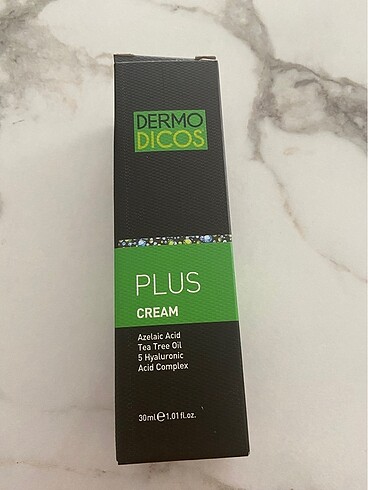 DERMO
DICOS
PLUS
CREAM
Azelaic Acid
Tea Tree Oil
5 Hyaluronic
Acid Complex
30ml℮1.01fl.oz.